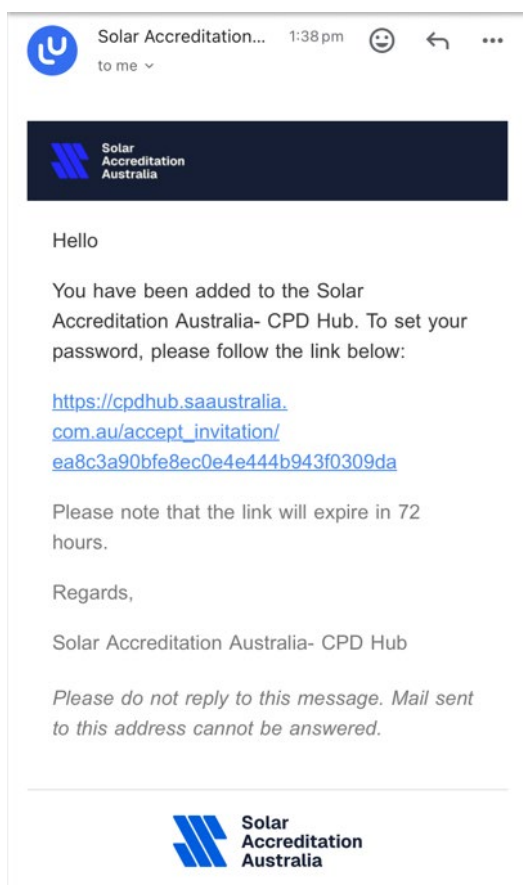 Solar Accreditation... 1:38 pm
to me
Solar
Accreditation
Australia
Hello
You have been added to the Solar
Accreditation Australia- CPD Hub. To set your
password, please follow the link below:
https://cpdhub.saaustralia.
com.au/accept_invitation/
ea8c3a90bfe8ec0e4e444b943f0309da
Please note that the link will expire in 72
hours.
Regards,
Solar Accreditation Australia- CPD Hub
Please do not reply to this message. Mail sent
to this address cannot be answered.
Solar
Accreditation
Australia